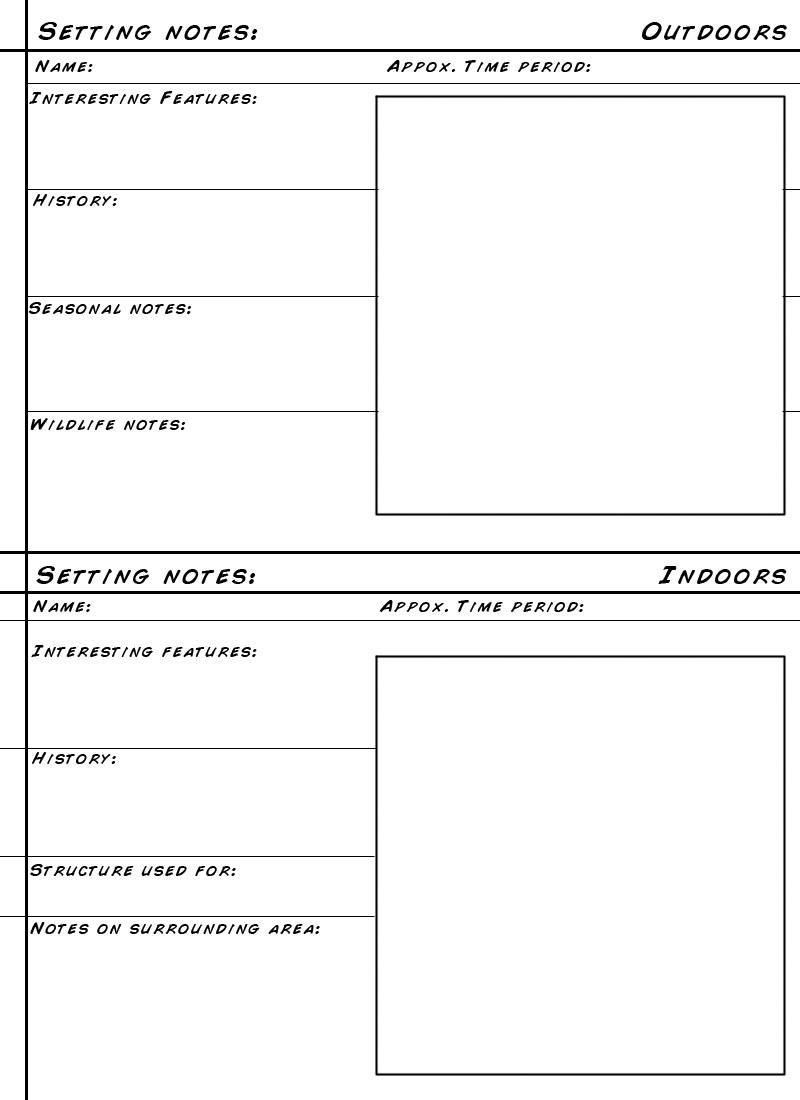 Setting notes: Outdoors
Name: Appox. Time period:
Interesting Features:
History:
Seasonal notes:
Wildlife notes:
Setting notes: Indoors
Name: Appox. Time period:
Interesting features:
History:
Structure used for:
Notes on surrounding area: